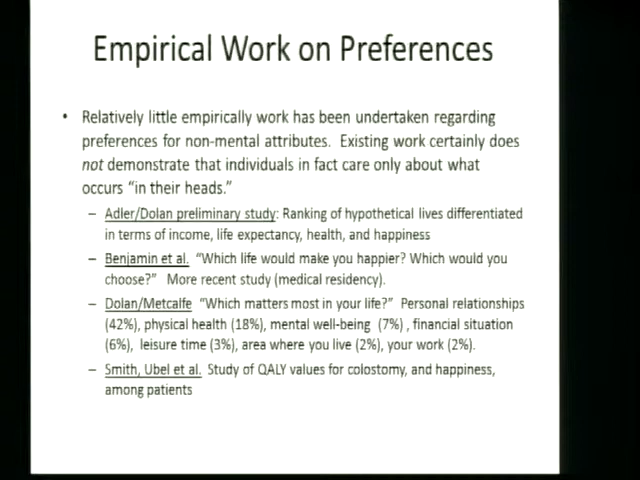 Empirical Work on Preferences
• Relatively little empirically work has been undertaken regarding
preferences for non-mental attributes. Existing work certainly does
not demonstrate that individuals in fact care only about what
occurs “in their heads.”
– Adler/Dolan preliminary study: Ranking of hypothetical lives differentiated
in terms of income, life expectancy, health, and happiness
– Benjamin et al. “Which life would make you happier? Which would you
choose?” More recent study (medical residency).
– Dolan/Metcalfe “Which matters most in your life?” Personal relationships
(42%), physical health (18%), mental well-being (7%) , financial situation
(6%), leisure time (3%), area where you live (2%), your work (2%).
– Smith, Ubel et al. Study of QALY values for colostomy, and happiness,
among patients